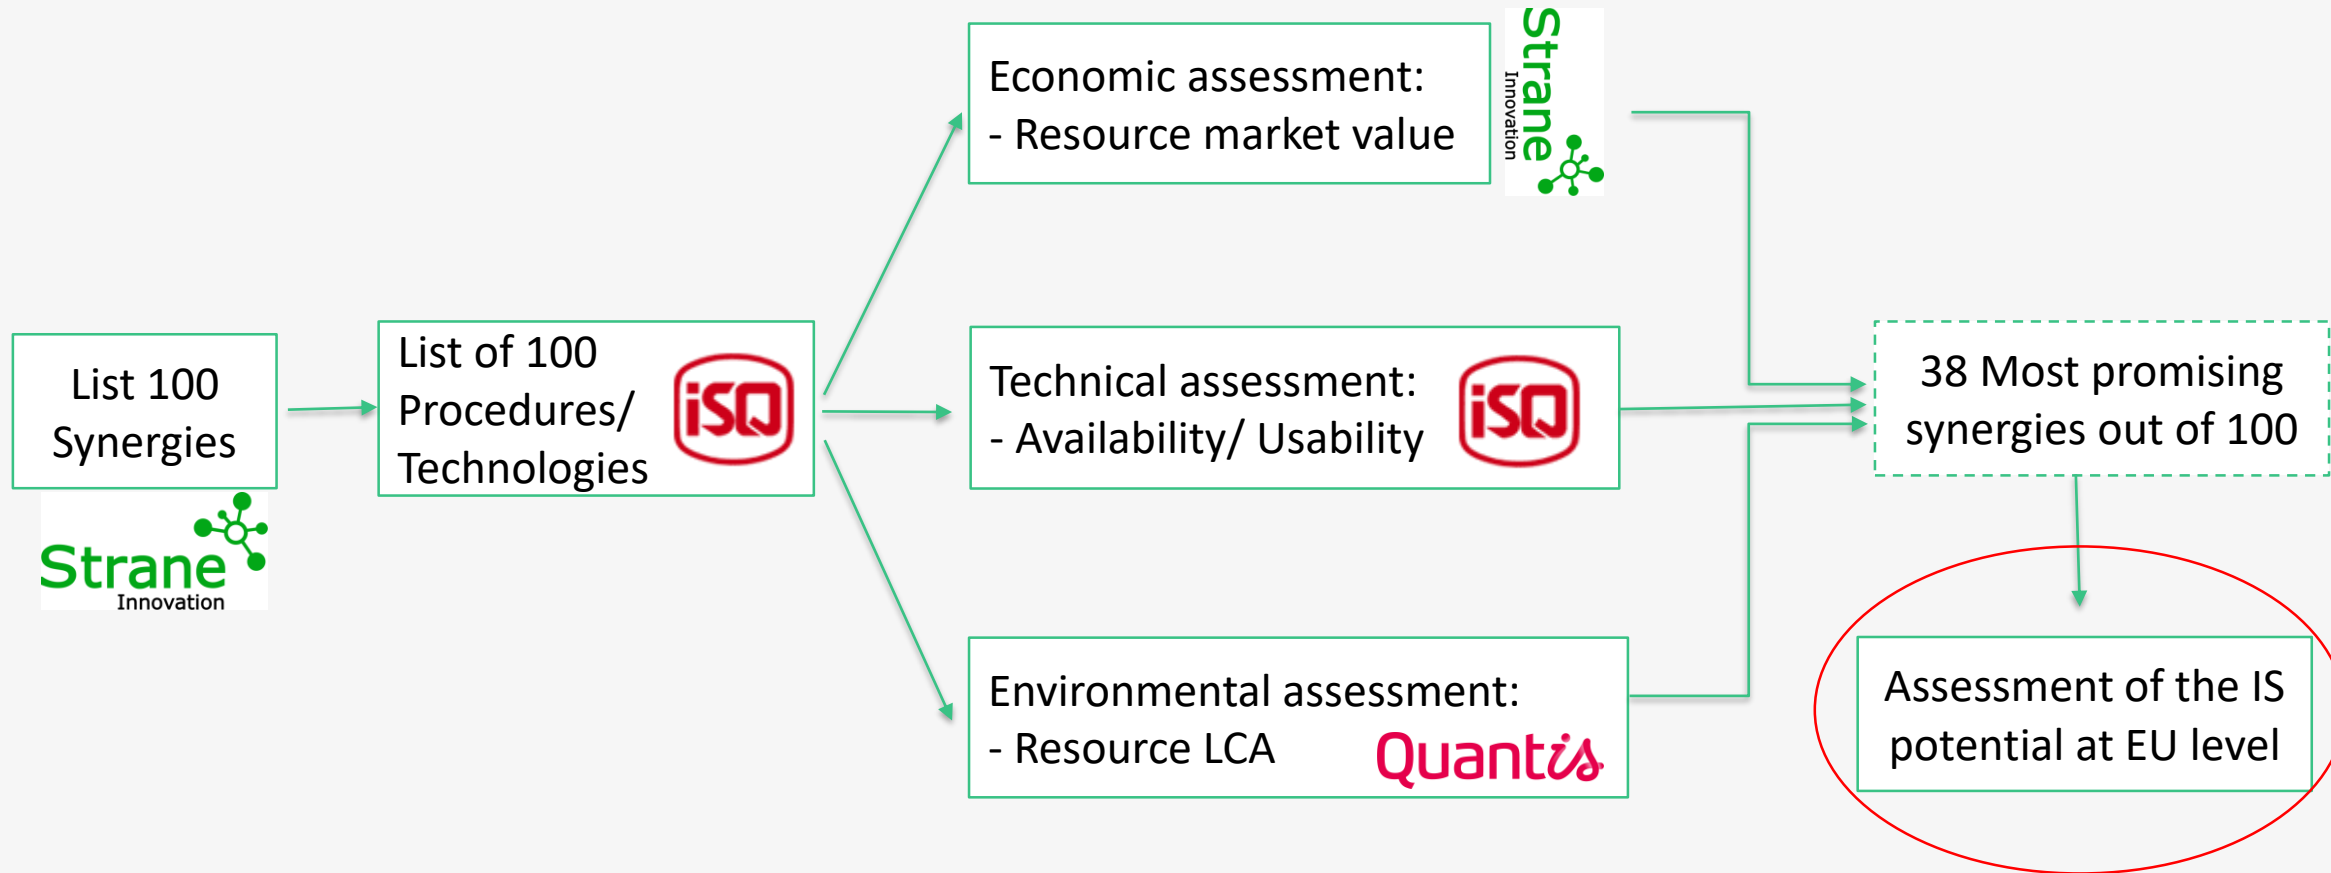 List 100
Synergies
Strane
Innovation
List of 100
Procedures/
Technologies
iSQ
Economic assessment:
- Resource market value
Strane
Innovation
Technical assessment:
- Availability/ Usability
iSQ
Environmental assessment:
- Resource LCA
Quantis
38 Most promising
synergies out of 100
Assessment of the IS
potential at EU level